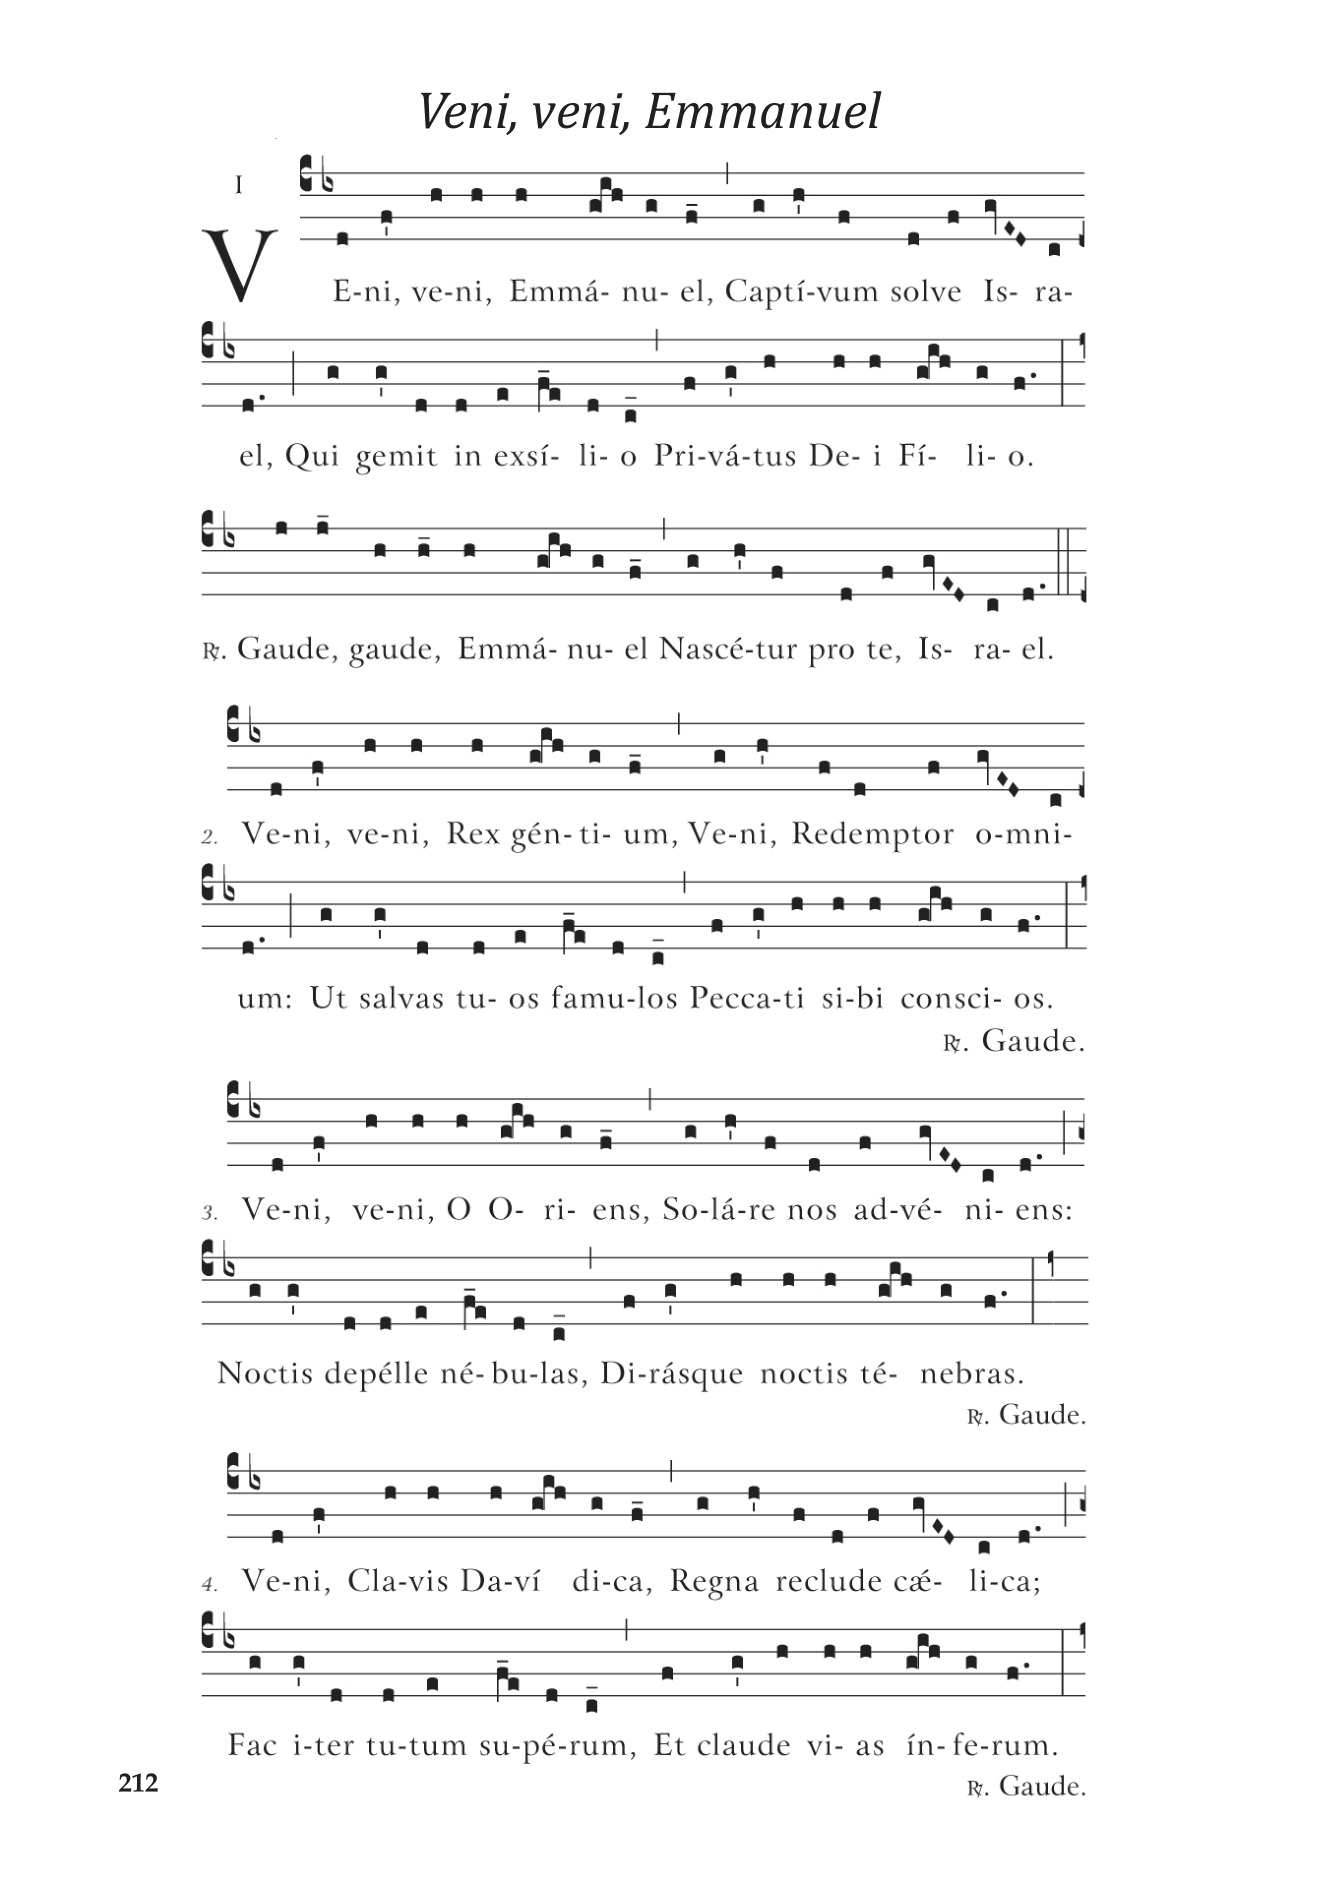 Veni, veni, Emmanuel
I
VE-ni, ve-ni, Emmá-nu-el, Captí-vum solve Is-ra-
el, Qui gemit in exsí-li-o Pri-vá-tus De-i Fí-li-o.
℟. Gaude, gaude, Emmá-nu-el Nascé-tur pro te, Is-ra-el.
2. Ve-ni, ve-ni, Rex gén-ti-um, Ve-ni, Redemptor o-mni-
um: Ut salvas tu-os famu-los Pecca-ti si-bi consci-os.
℟. Gaude.
3. Ve-ni, ve-ni, O O-ri-ens, So-lá-re nos ad-vé-ni-ens:
Noctis depélle né-bu-las, Di-rásque noctis té-nebras.
℟. Gaude.
4. Ve-ni, Cla-vis Da-ví di-ca, Regna reclude cǽ-li-ca;
Fac i-ter tu-tum su-pé-rum, Et claude vi-as ín-fe-rum.
℟. Gaude.
212